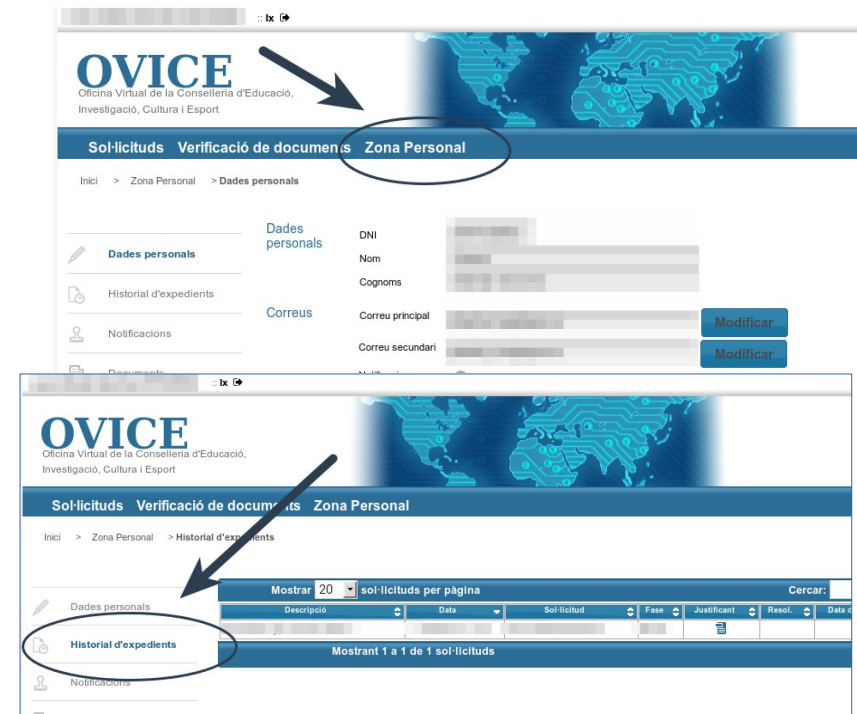 :: Ix
OVICE
Oficina Virtual de la Conselleria d'Educació,
Investigació, Cultura i Esport
Sol·licituds Verificació de documents Zona Personal
Inici > Zona Personal > Dades personals
Dades personals
Historial d'expedients
Notificacions
Documents
Dades
personals
DNI
Nom
Cognoms
Correus
Correu principal
Modificar
Correu secundari
Modificar
:: Ix
OVICE
Oficina Virtual de la Conselleria d'Educació,
Investigació, Cultura i Esport
Sol·licituds Verificació de documents Zona Personal
Inici > Zona Personal > Historial d'expedients
Dades personals
Historial d'expedients
Notificacions
Mostrar 20 sol·licituds per pàgina Cercar:
Descripció Data Sol·licitud Fase Justificant Resol. Data d
Mostrant 1 a 1 de 1 sol·licituds